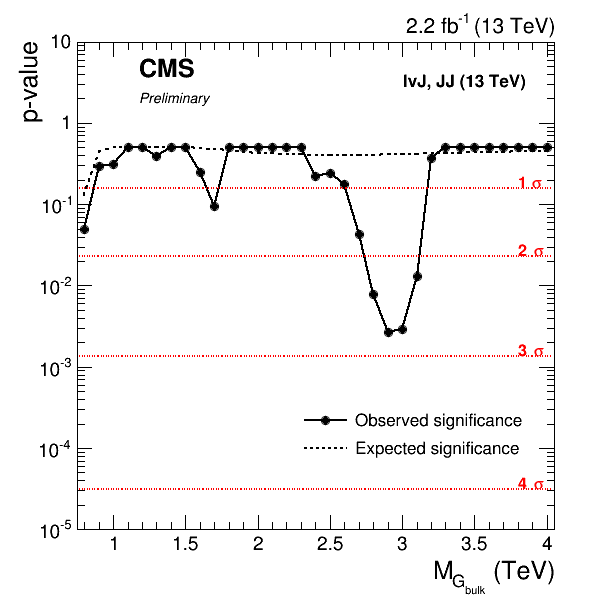 2.2 fb⁻¹ (13 TeV)
p-value
CMS
Preliminary
lνJ, JJ (13 TeV)
10
1
10⁻¹
10⁻²
10⁻³
10⁻⁴
10⁻⁵
1 σ
2 σ
3 σ
4 σ
Observed significance
Expected significance
1 1.5 2 2.5 3 3.5 4
M_G_bulk (TeV)